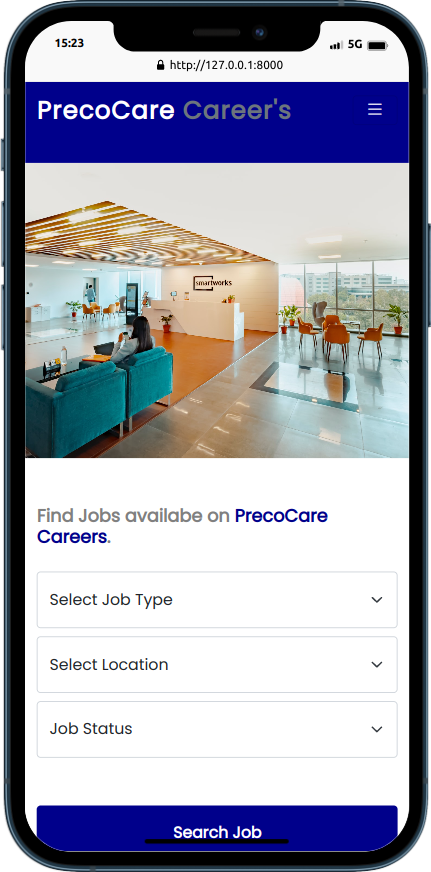 15:23
5G
http://127.0.0.1:8000
PrecoCare Career's
smartworks
Find Jobs availabe on PrecoCare
Careers.
Select Job Type
Select Location
Job Status
Search Job